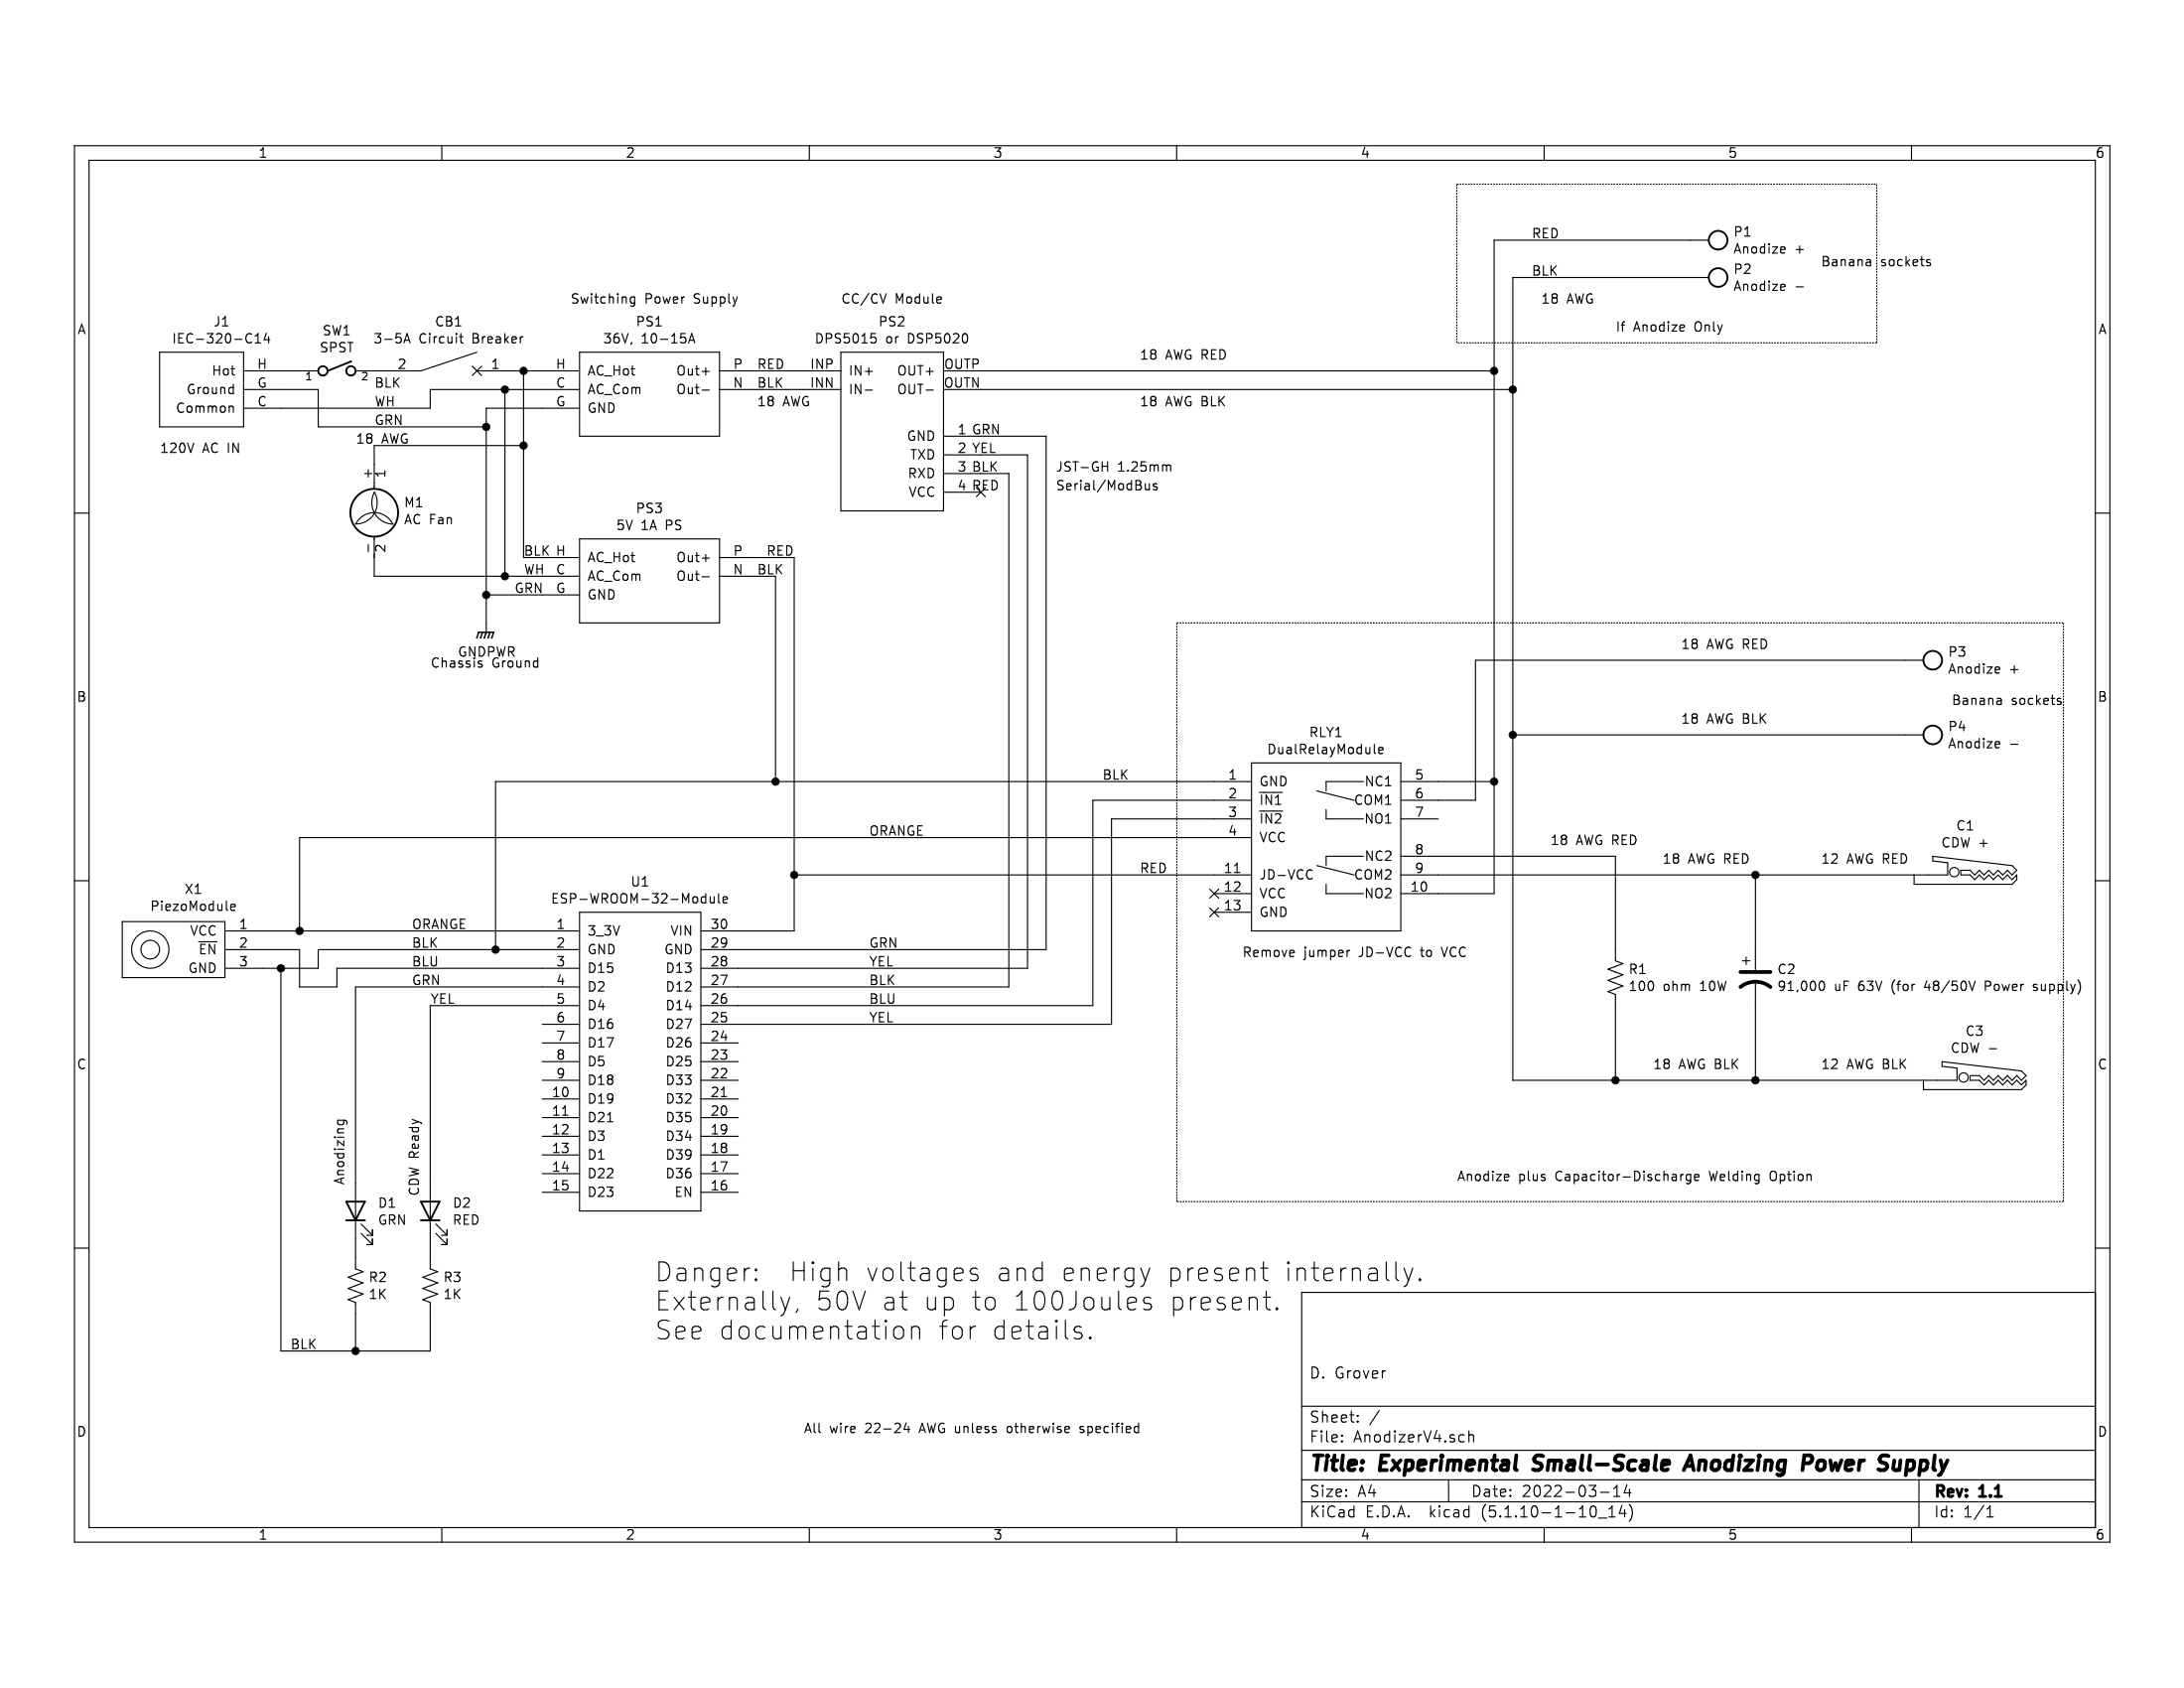 1 2 3 4 5 6
A A
B B
C C
D D
RED
P1
Anodize +
Banana sockets
BLK
P2
Anodize -
18 AWG
If Anodize Only
J1
IEC-320-C14
Hot H
Ground G
Common C
120V AC IN
SW1
SPST
1 2
CB1
3-5A Circuit Breaker
2 1
BLK
WH
GRN
18 AWG
+ 1
M1
AC Fan
- 2
Switching Power Supply
PS1
36V, 10-15A
H AC_Hot Out+ P RED
C AC_Com Out- N BLK
G GND
18 AWG
CC/CV Module
PS2
DPS5015 or DSP5020
INP IN+ OUT+ OUTP
INN IN- OUT- OUTN
GND 1 GRN
TXD 2 YEL
RXD 3 BLK
VCC 4 RED
JST-GH 1.25mm
Serial/ModBus
18 AWG RED
18 AWG BLK
PS3
5V 1A PS
BLK H AC_Hot Out+ P RED
WH C AC_Com Out- N BLK
GRN G GND
GNDPWR
Chassis Ground
18 AWG RED
P3
Anodize +
Banana sockets
18 AWG BLK
P4
Anodize -
RLY1
DualRelayModule
BLK 1 GND NC1 5
2 IN1 COM1 6
3 IN2 NO1 7
ORANGE 4 VCC
NC2 8
RED 11 JD-VCC COM2 9
12 VCC NO2 10
13 GND
Remove jumper JD-VCC to VCC
18 AWG RED
18 AWG RED
12 AWG RED
C1
CDW +
R1
100 ohm 10W
+
C2
91,000 uF 63V (for 48/50V Power supply)
C3
CDW -
18 AWG BLK
12 AWG BLK
Anodize plus Capacitor-Discharge Welding Option
X1
PiezoModule
VCC 1
EN 2
GND 3
ORANGE
BLK
BLU
GRN
YEL
U1
ESP-WROOM-32-Module
1 3_3V VIN 30
2 GND GND 29 GRN
3 D15 D13 28 YEL
4 D2 D12 27 BLK
5 D4 D14 26 BLU
6 D16 D27 25 YEL
7 D17 D26 24
8 D5 D25 23
9 D18 D33 22
10 D19 D32 21
11 D21 D35 20
12 D3 D34 19
13 D1 D39 18
14 D22 D36 17
15 D23 EN 16
Anodizing
CDW Ready
D1
GRN
D2
RED
R2
1K
R3
1K
BLK
Danger: High voltages and energy present internally.
Externally, 50V at up to 100Joules present.
See documentation for details.
All wire 22-24 AWG unless otherwise specified
D. Grover
Sheet: /
File: AnodizerV4.sch
Title: Experimental Small-Scale Anodizing Power Supply
Size: A4 Date: 2022-03-14 Rev: 1.1
KiCad E.D.A. kicad (5.1.10-1-10_14) Id: 1/1
1 2 3 4 5 6